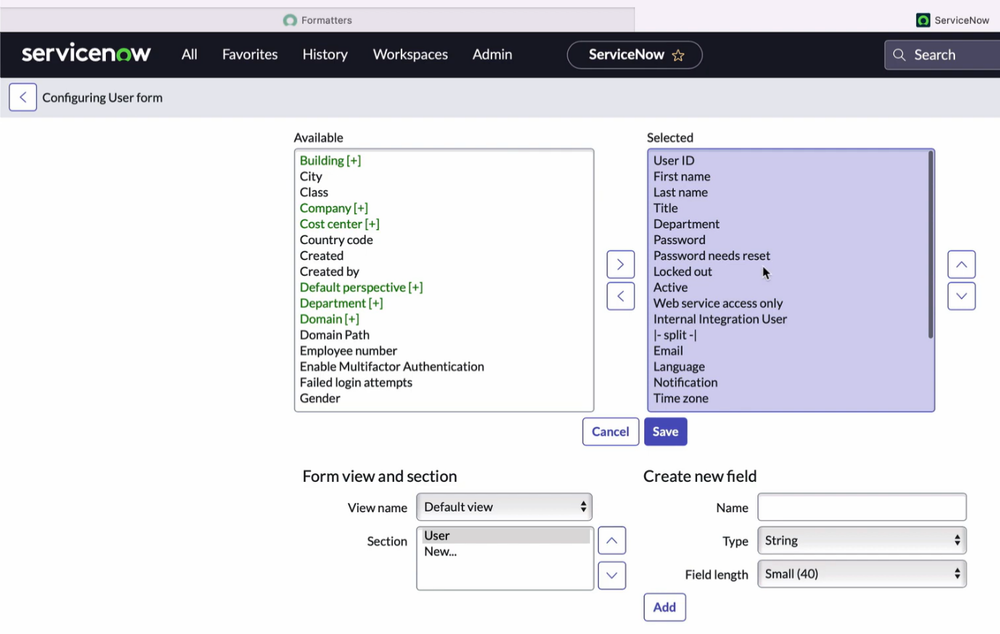 Formatters
ServiceNow
servicenow All Favorites History Workspaces Admin ServiceNow Search
Configuring User form
Available
Building [+]
City
Class
Company [+]
Cost center [+]
Country code
Created
Created by
Default perspective [+]
Department [+]
Domain [+]
Domain Path
Employee number
Enable Multifactor Authentication
Failed login attempts
Gender
Selected
User ID
First name
Last name
Title
Department
Password
Password needs reset
Locked out
Active
Web service access only
Internal Integration User
|- split -|
Email
Language
Notification
Time zone
Cancel Save
Form view and section
View name Default view
Section User
New...
Create new field
Name
Type String
Field length Small (40)
Add